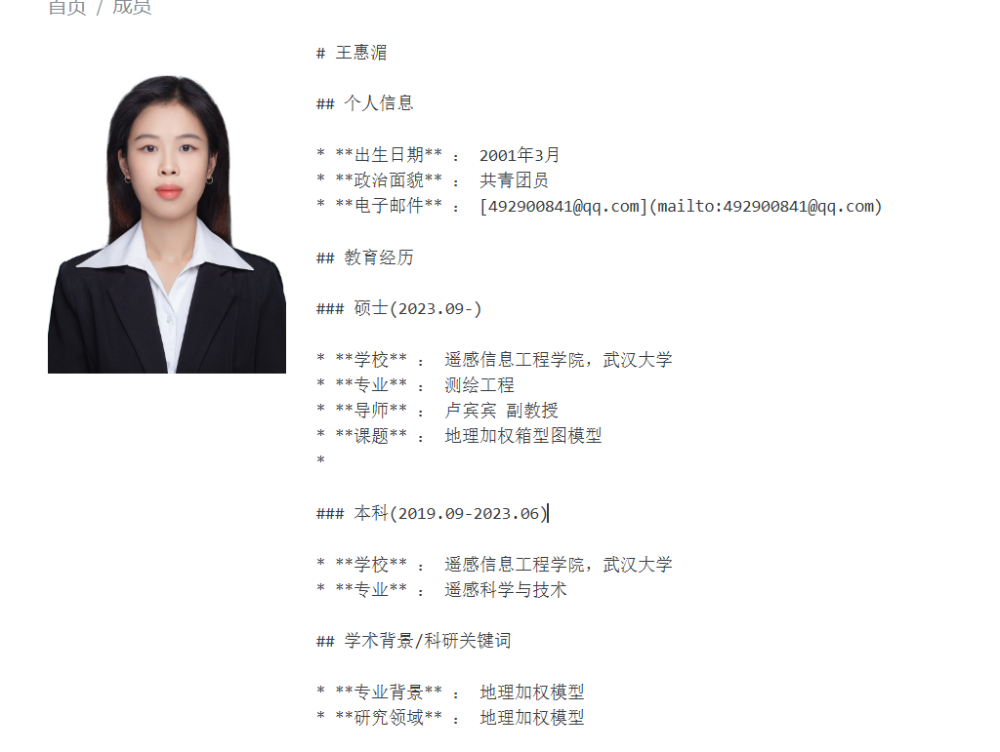 首页 / 成员
# 王惠湄
## 个人信息
* **出生日期** ： 2001年3月
* **政治面貌** ： 共青团员
* **电子邮件** ： [492900841@qq.com](mailto:492900841@qq.com)
## 教育经历
### 硕士(2023.09-)
* **学校** ： 遥感信息工程学院，武汉大学
* **专业** ： 测绘工程
* **导师** ： 卢宾宾 副教授
* **课题** ： 地理加权箱型图模型
*
### 本科(2019.09-2023.06)
* **学校** ： 遥感信息工程学院，武汉大学
* **专业** ： 遥感科学与技术
## 学术背景/科研关键词
* **专业背景** ： 地理加权模型
* **研究领域** ： 地理加权模型